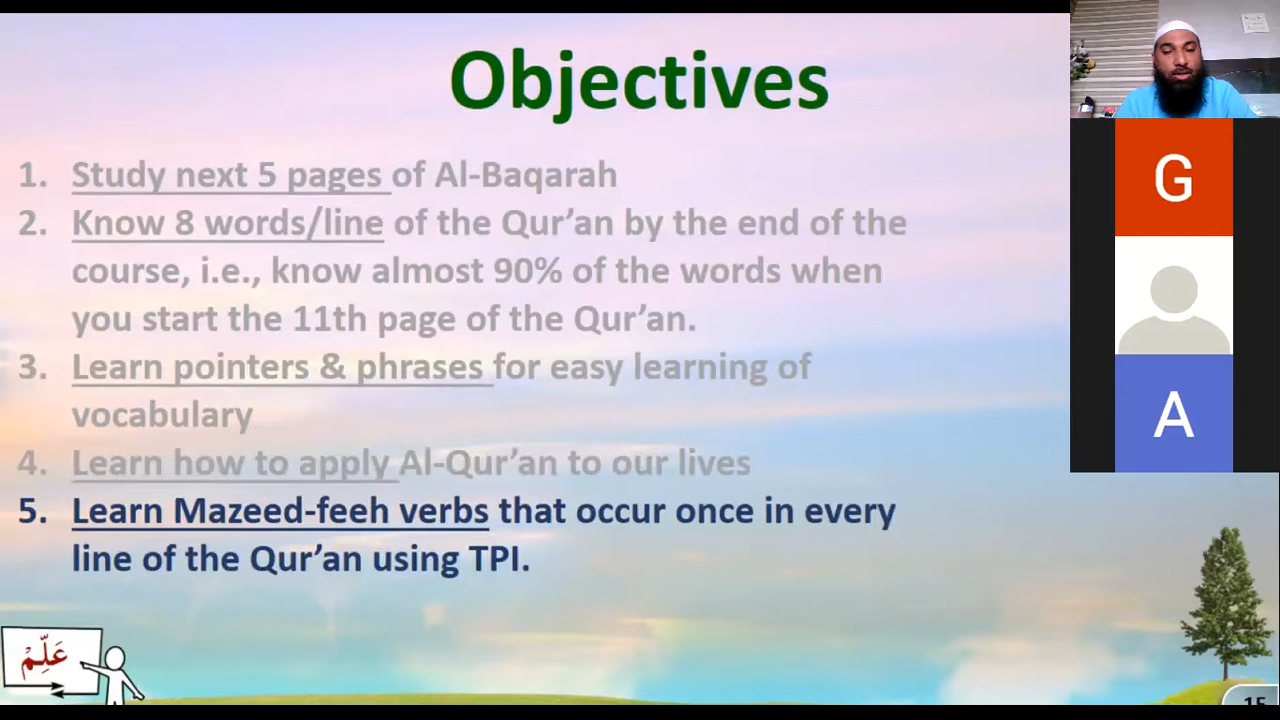 Objectives
1. Study next 5 pages of Al-Baqarah
2. Know 8 words/line of the Qur’an by the end of the
course, i.e., know almost 90% of the words when
you start the 11th page of the Qur’an.
3. Learn pointers & phrases for easy learning of
vocabulary
4. Learn how to apply Al-Qur’an to our lives
5. Learn Mazeed-feeh verbs that occur once in every
line of the Qur’an using TPI.
عَلِّمْ
15
G
A